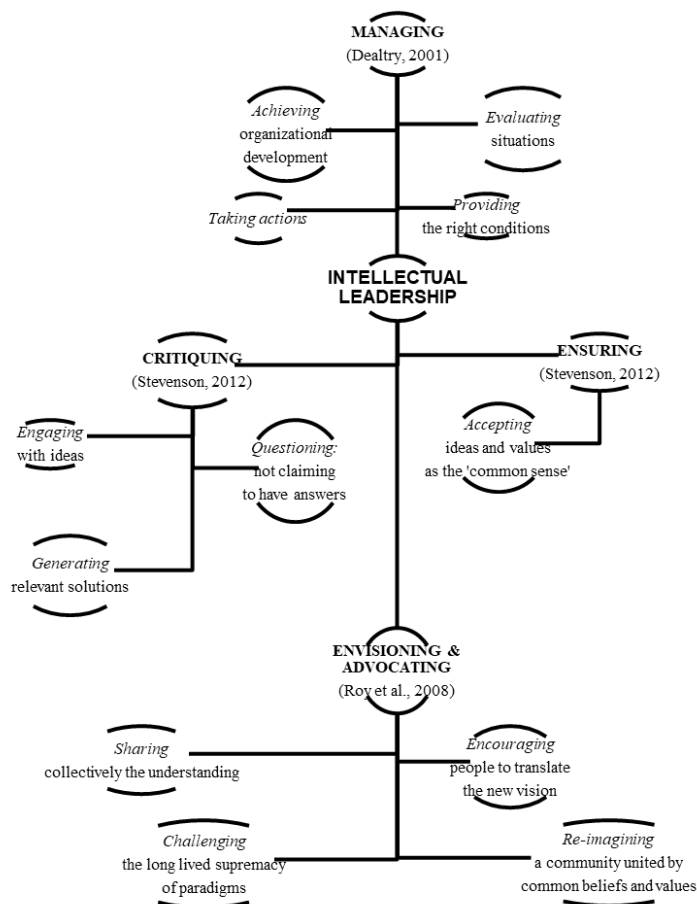 MANAGING
(Dealtry, 2001)
Achieving
organizational
development
Evaluating
situations
Taking actions
Providing
the right conditions
INTELLECTUAL
LEADERSHIP
CRITIQUING
(Stevenson, 2012)
ENSURING
(Stevenson, 2012)
Engaging
with ideas
Questioning:
not claiming
to have answers
Accepting
ideas and values
as the 'common sense'
Generating
relevant solutions
ENVISIONING &
ADVOCATING
(Roy et al., 2008)
Sharing
collectively the understanding
Encouraging
people to translate
the new vision
Challenging
the long lived supremacy
of paradigms
Re-imagining
a community united by
common beliefs and values